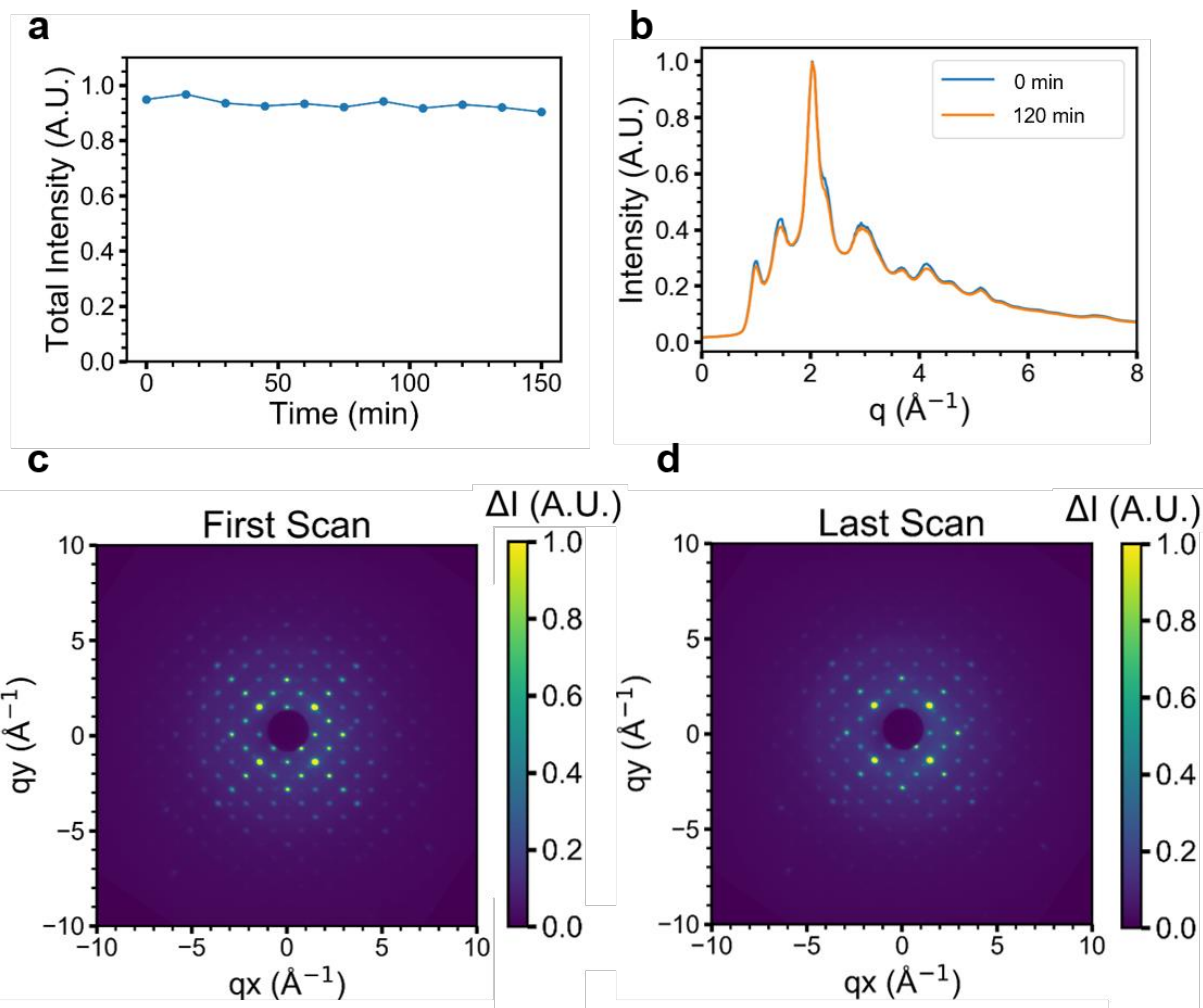 a
Total Intensity (A.U.)
1.0
0.8
0.6
0.4
0.2
0.0
0 50 100 150
Time (min)
b
Intensity (A.U.)
1.0
0.8
0.6
0.4
0.2
0.0
0 min
120 min
0 2 4 6 8
q (Å⁻¹)
c
First Scan
ΔI (A.U.)
qy (Å⁻¹)
10
5
0
−5
−10
−10 −5 0 5 10
qx (Å⁻¹)
1.0
0.8
0.6
0.4
0.2
0.0
d
Last Scan
ΔI (A.U.)
qy (Å⁻¹)
10
5
0
−5
−10
−10 −5 0 5 10
qx (Å⁻¹)
1.0
0.8
0.6
0.4
0.2
0.0